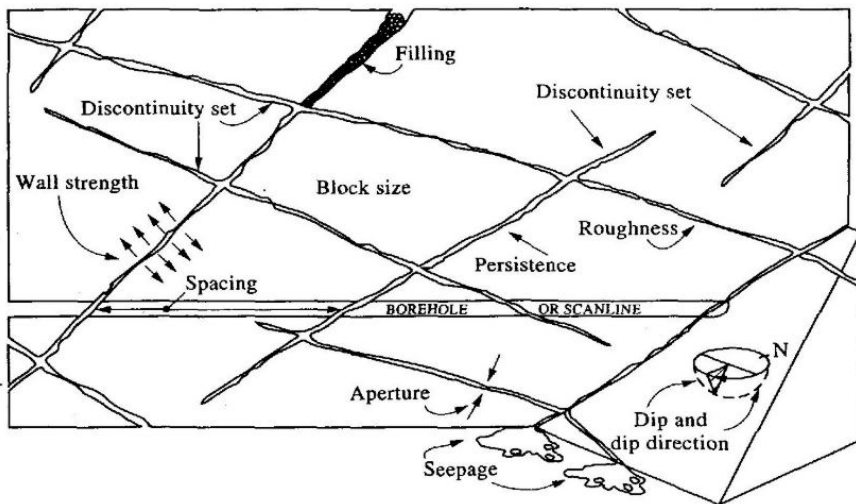 Filling
Discontinuity set
Discontinuity set
Wall strength
Block size
Roughness
Persistence
Spacing
BOREHOLE OR SCANLINE
N
Aperture
Dip and
dip direction
Seepage